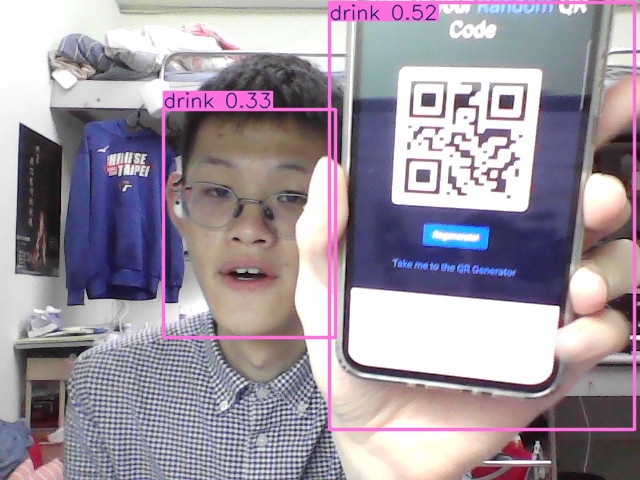 drink 0.52
Random QR
Code
drink 0.33
CHINESE
TAIPEI
Regenerate!
Take me to the QR Generator